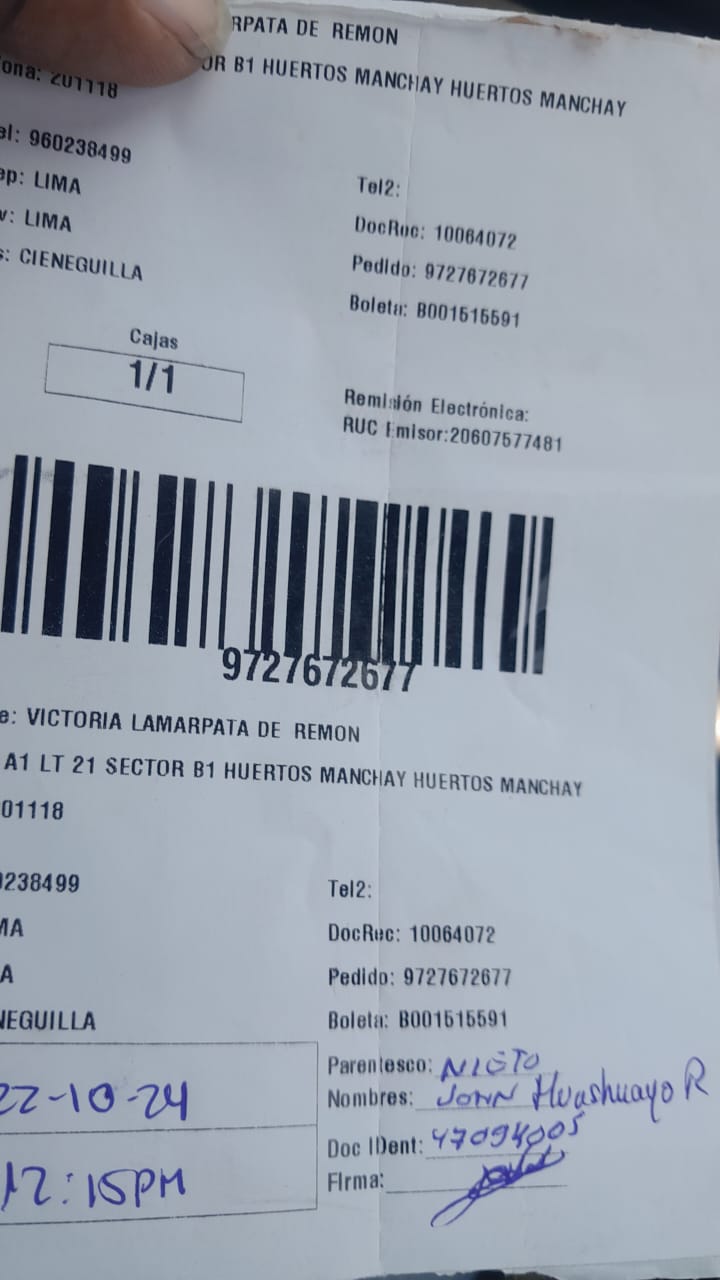 RPATA DE REMON
OR B1 HUERTOS MANCHAY HUERTOS MANCHAY
ona: 201118
el: 960238499
Tel2:
ep: LIMA
DocRec: 10064072
v: LIMA
Pedido: 9727672677
s: CIENEGUILLA
Boleta: B001515591
Cajas
1/1
Remisión Electrónica:
RUC Emisor:20607577481
9727672677
e: VICTORIA LAMARPATA DE REMON
A1 LT 21 SECTOR B1 HUERTOS MANCHAY HUERTOS MANCHAY
01118
0238499
Tel2:
MA
DocRec: 10064072
A
Pedido: 9727672677
NEGUILLA
Boleta: B001515591
22-10-24
Parentesco: NIETO
Nombres: JOHN Huashuayo R
12:15PM
Doc IDent: 47094005
Firma: